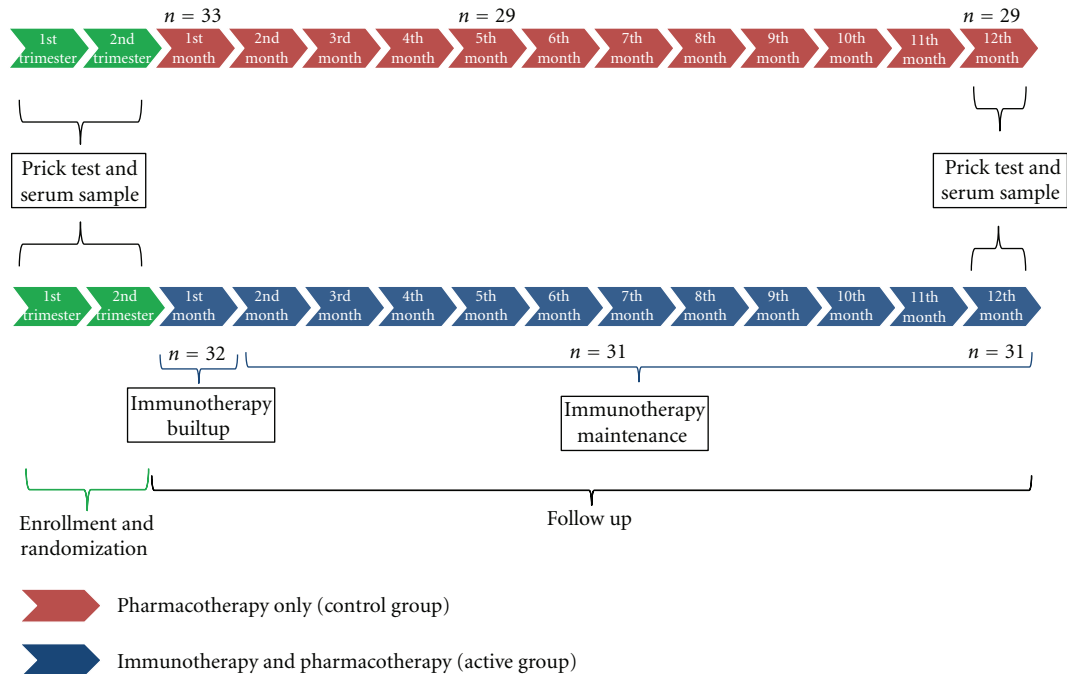 n = 33 n = 29 n = 29
1st trimester 2nd trimester 1st month 2nd month 3rd month 4th month 5th month 6th month 7th month 8th month 9th month 10th month 11th month 12th month
Prick test and
serum sample
Prick test and
serum sample
1st trimester 2nd trimester 1st month 2nd month 3rd month 4th month 5th month 6th month 7th month 8th month 9th month 10th month 11th month 12th month
n = 32 n = 31 n = 31
Immunotherapy
builtup
Immunotherapy
maintenance
Enrollment and
randomization
Follow up
Pharmacotherapy only (control group)
Immunotherapy and pharmacotherapy (active group)